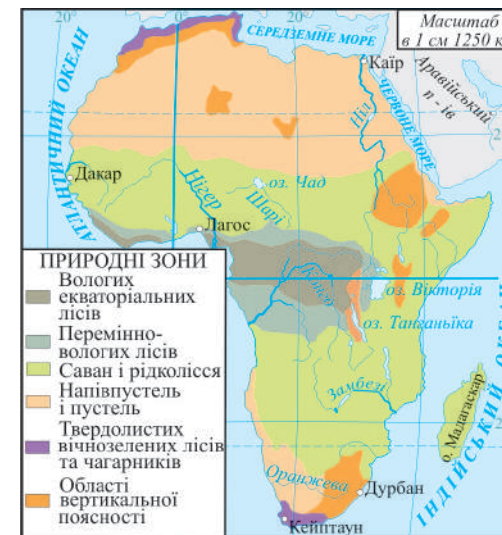 Масштаб
в 1 см 1250 к
СЕРЕДЗЕМНЕ МОРЕ
Каїр
Аравійський
п - ів
ЧЕРВОНЕ МОРЕ
Ніл
АТЛАНТИЧНИЙ ОКЕАН
20
20
Дакар
Нігер
оз. Чад
Шарі
Лагос
Конго
оз. Вікторія
оз. Танганьїка
Замбезі
о. Мадагаскар
ІНДІЙСЬКИЙ ОКЕАН
Оранжева
Дурбан
Кейптаун
ПРИРОДНІ ЗОНИ
Вологих
екваторіальних
лісів
Перемінно-
вологих лісів
Саван і рідколісся
Напівпустель
і пустель
Твердолистих
вічнозелених лісів
та чагарників
Області
вертикальної
поясності